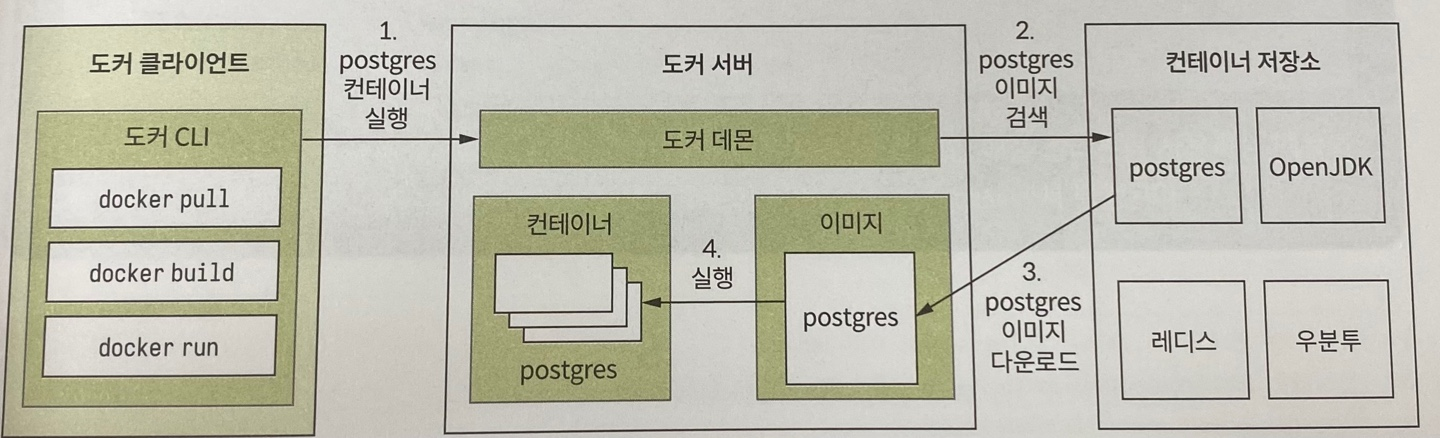 도커 클라이언트
도커 CLI
docker pull
docker build
docker run
1.
postgres
컨테이너
실행
도커 서버
도커 데몬
컨테이너
postgres
4.
실행
이미지
postgres
2.
postgres
이미지
검색
3.
postgres
이미지
다운로드
컨테이너 저장소
postgres
OpenJDK
레디스
우분투